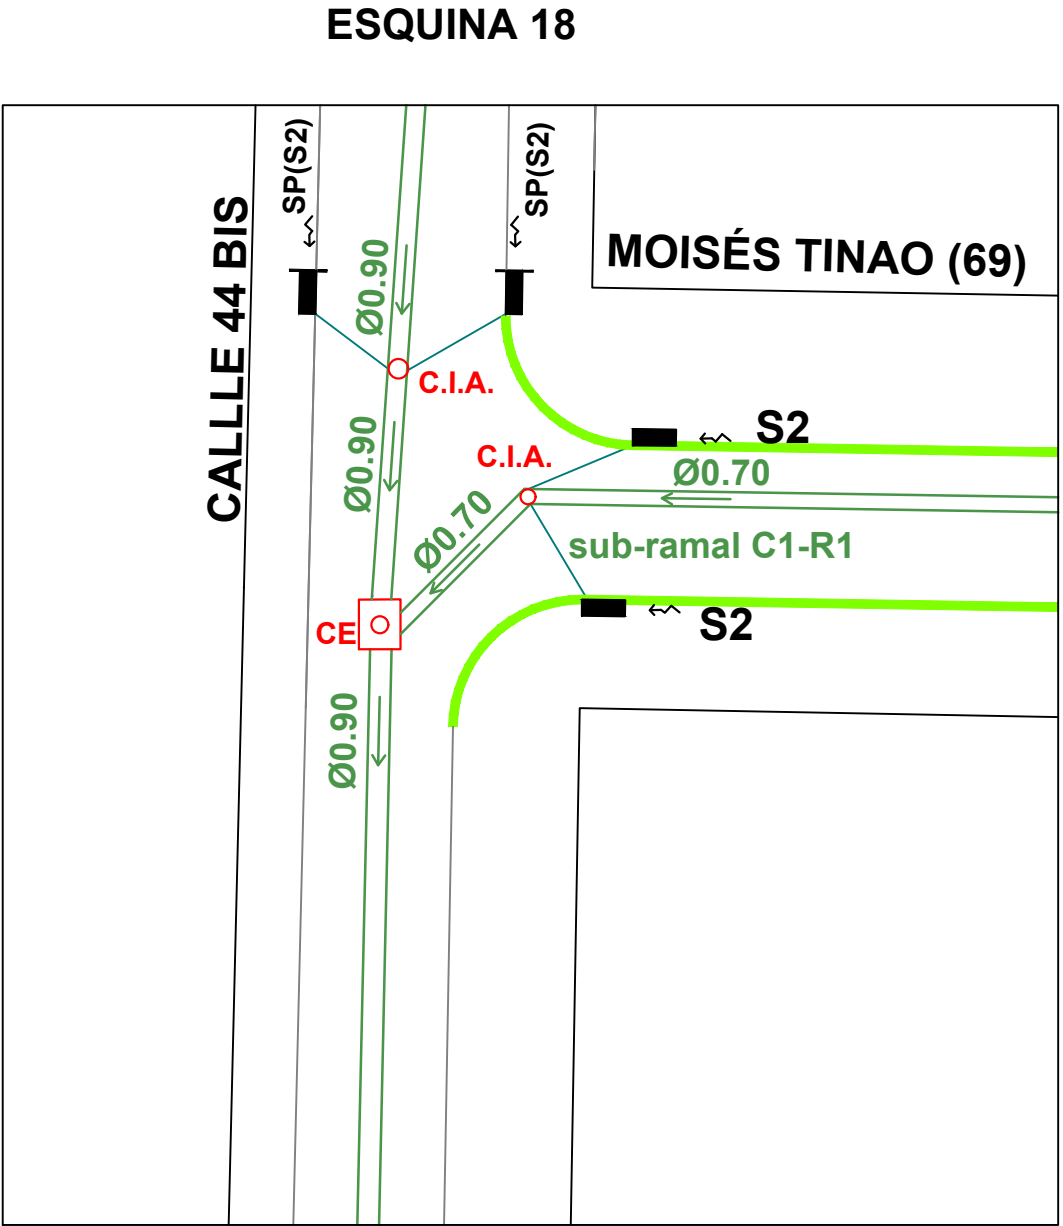 ESQUINA 18
SP(S2)
SP(S2)
CALLLE 44 BIS
MOISÉS TINAO (69)
Ø0.90
C.I.A.
S2
Ø0.90
C.I.A.
Ø0.70
Ø0.70
sub-ramal C1-R1
CE
S2
Ø0.90